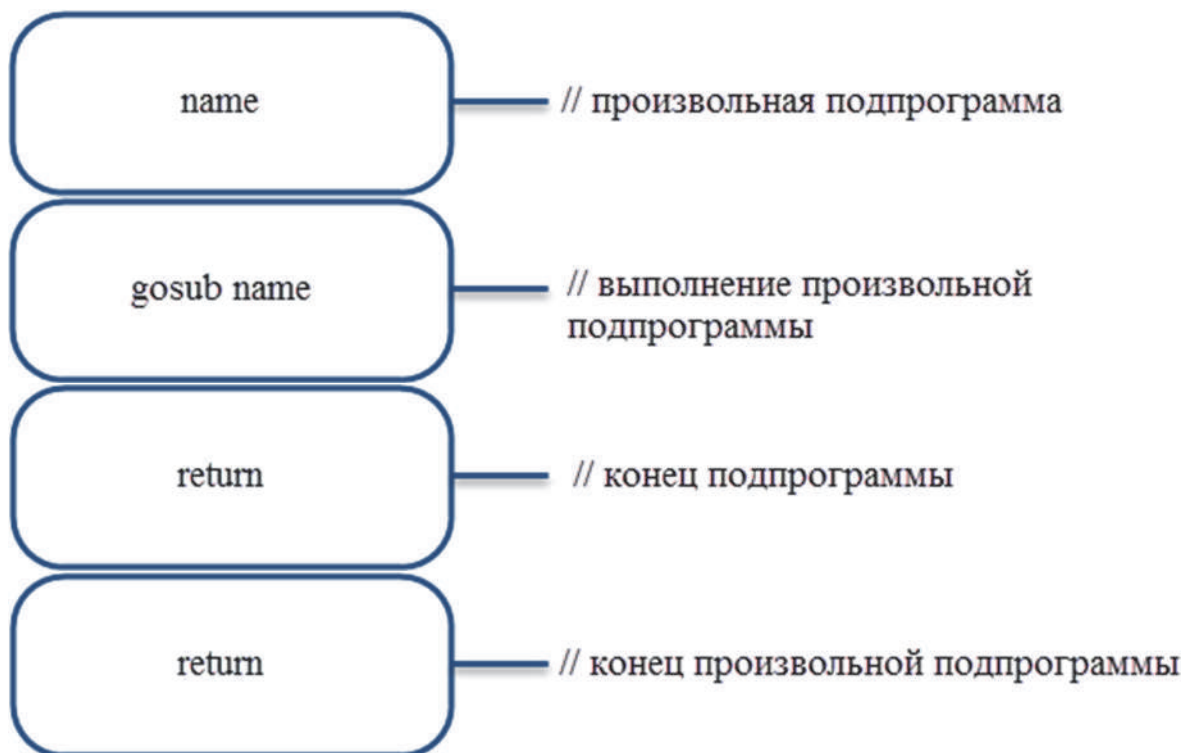 name // произвольная подпрограмма
gosub name // выполнение произвольной
подпрограммы
return // конец подпрограммы
return // конец произвольной подпрограммы